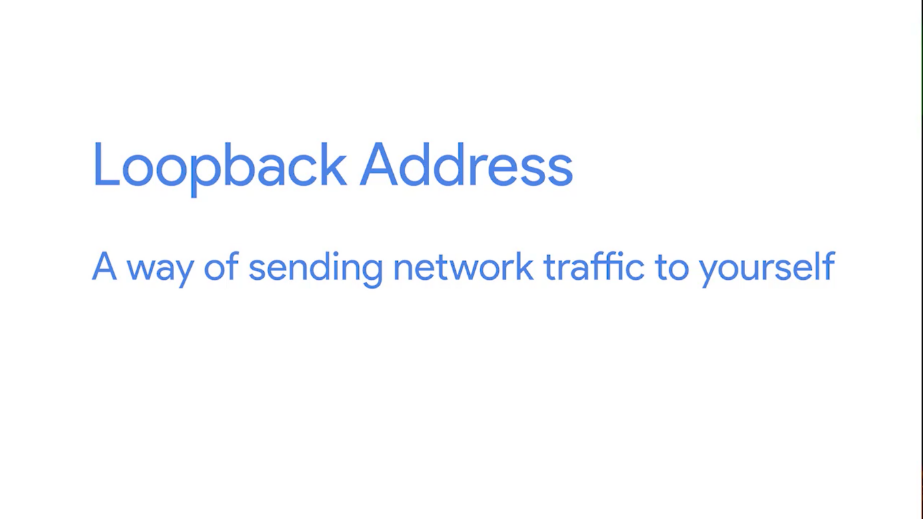 Loopback Address
A way of sending network traffic to yourself